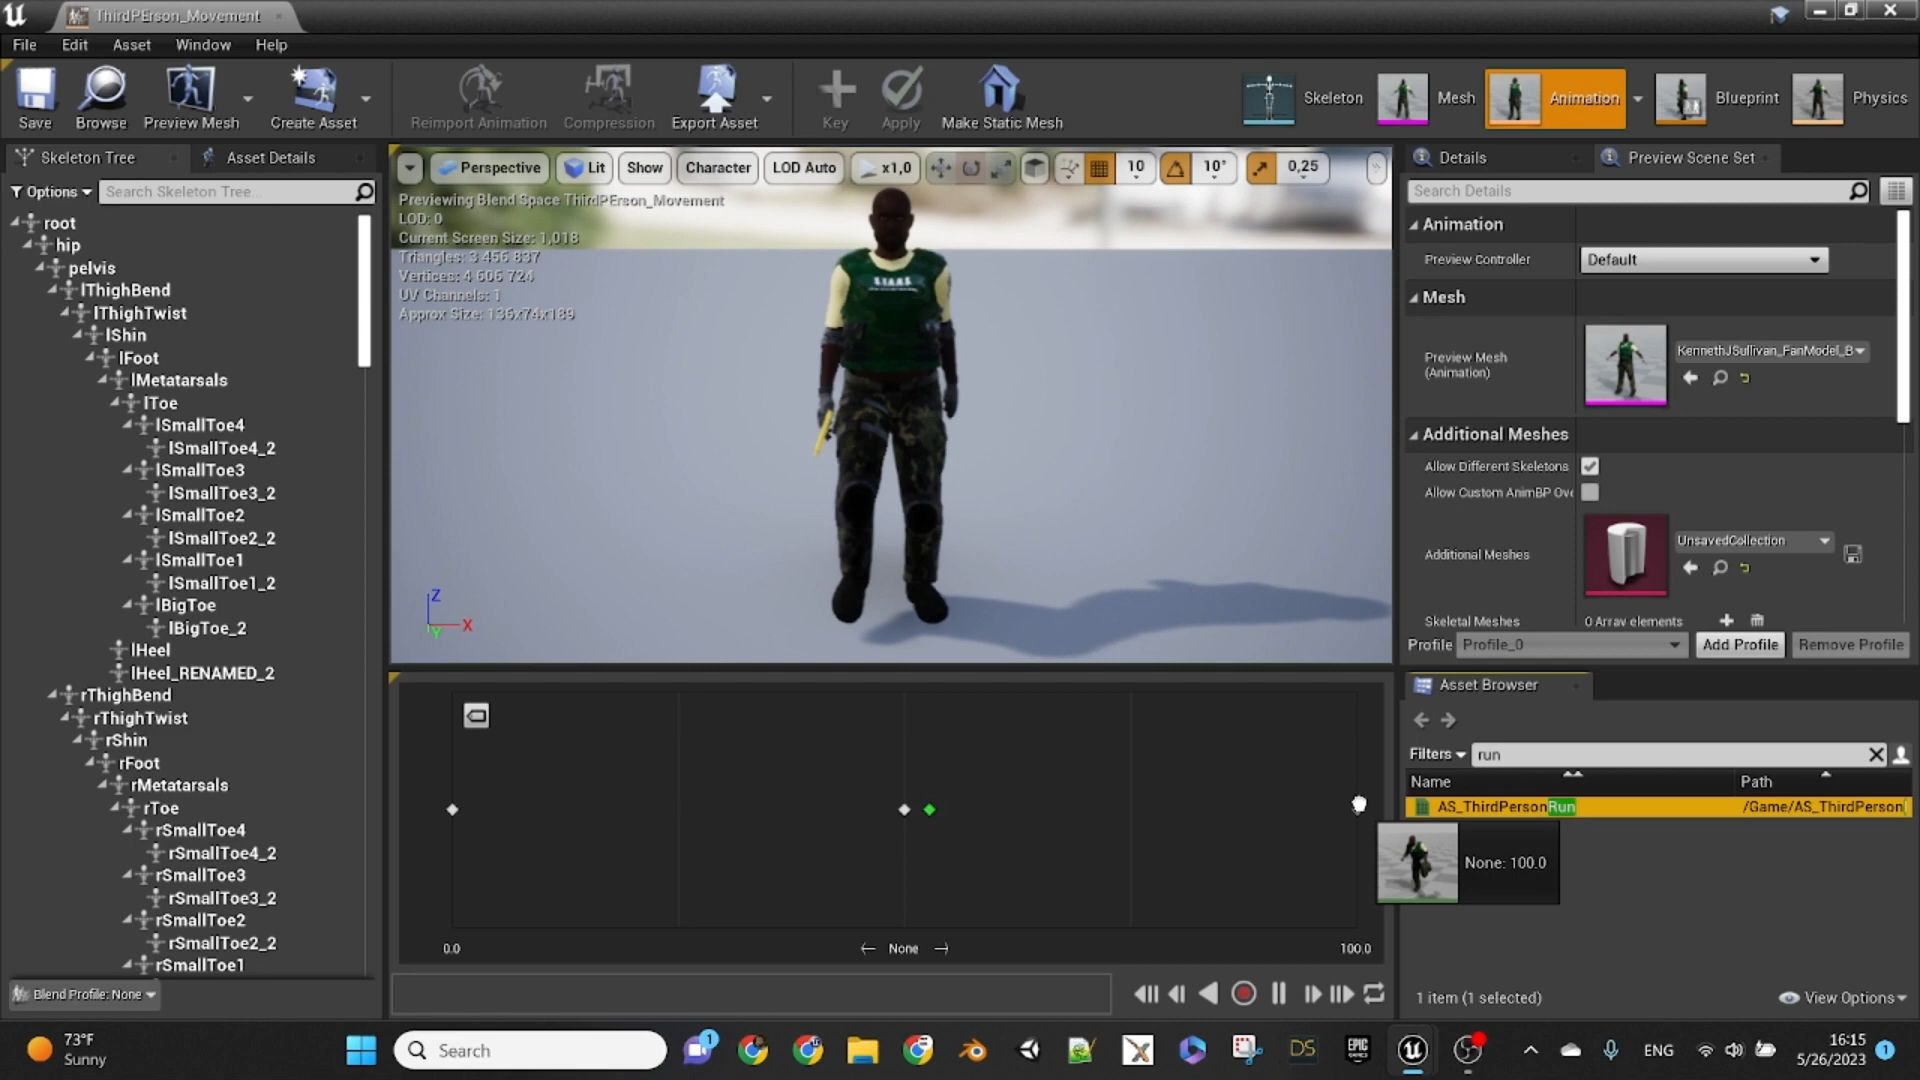 ThirdPErson_Movement
File Edit Asset Window Help
Save Browse Preview Mesh Create Asset Reimport Animation Compression Export Asset Key Apply Make Static Mesh Skeleton Mesh Animation Blueprint Physics
Skeleton Tree Asset Details
Options Search Skeleton Tree...
root
hip
pelvis
lThighBend
lThighTwist
lShin
lFoot
lMetatarsals
lToe
lSmallToe4
lSmallToe4_2
lSmallToe3
lSmallToe3_2
lSmallToe2
lSmallToe2_2
lSmallToe1
lSmallToe1_2
lBigToe
lBigToe_2
lHeel
lHeel_RENAMED_2
rThighBend
rThighTwist
rShin
rFoot
rMetatarsals
rToe
rSmallToe4
rSmallToe4_2
rSmallToe3
rSmallToe3_2
rSmallToe2
rSmallToe2_2
rSmallToe1
Blend Profile: None
Perspective Lit Show Character LOD Auto x1,0 10 10° 0,25
Previewing Blend Space ThirdPErson_Movement
LOD: 0
Current Screen Size: 1,018
Triangles: 3 456 837
Vertices: 4 606 724
UV Channels: 1
Approx Size: 136x74x189
S.T.A.R.S.
Z
X
Y
0.0 None 100.0
Details Preview Scene Set
Search Details
Animation
Preview Controller Default
Mesh
Preview Mesh
(Animation)
KennethJSullivan_FanModel_B
Additional Meshes
Allow Different Skeletons
Allow Custom AnimBP Ove
Additional Meshes UnsavedCollection
Skeletal Meshes 0 Array elements
Profile Profile_0 Add Profile Remove Profile
Asset Browser
Filters run
Name Path
AS_ThirdPersonRun /Game/AS_ThirdPerson(
None: 100.0
1 item (1 selected) View Options
73°F
Sunny
Search
1
DS
EPIC
GAMES
ENG
16:15
5/26/2023
1